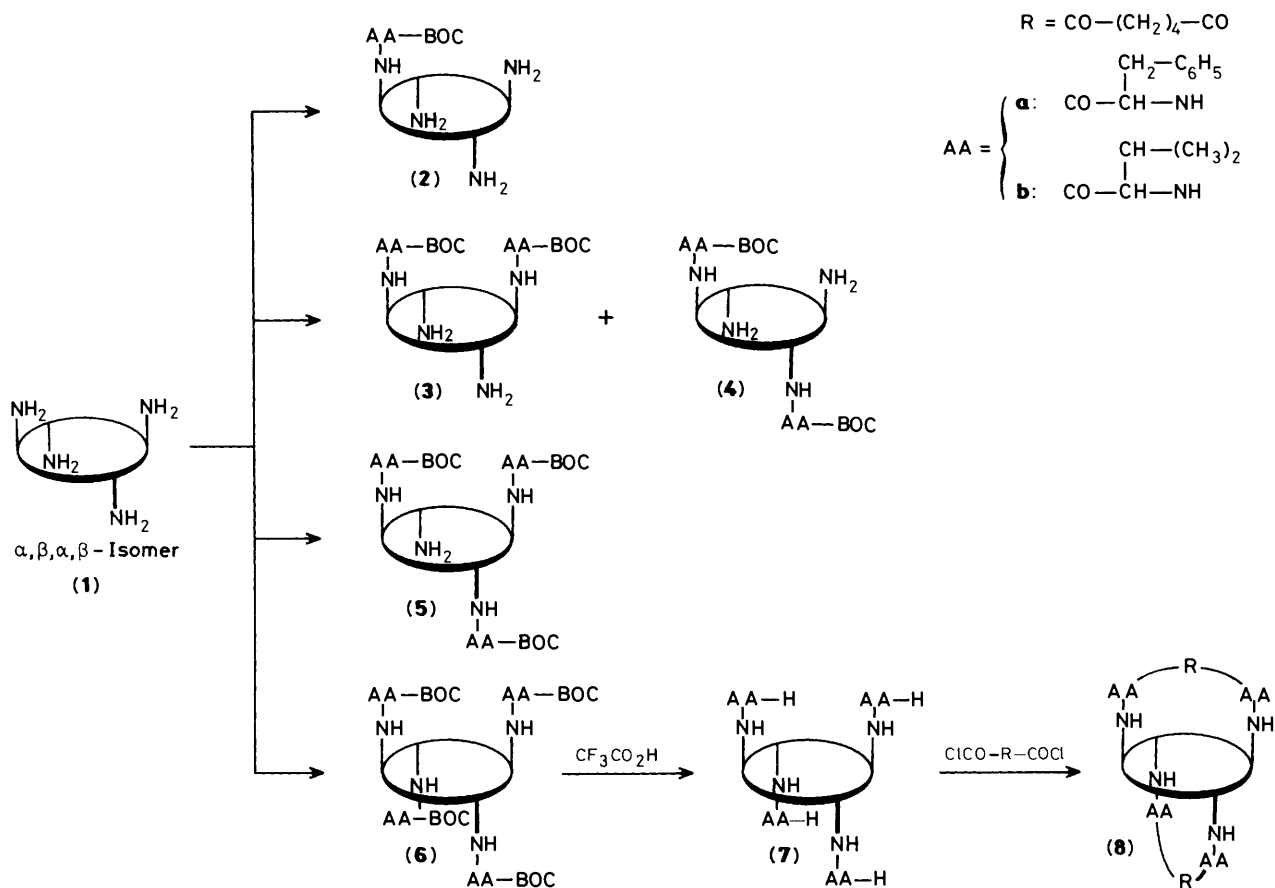 R = CO—(CH2)4—CO
CH2—C6H5
a: CO—CH—NH
AA =
CH—(CH3)2
b: CO—CH—NH
AA—BOC
NH
NH2
NH2
NH2
(2)
AA—BOC AA—BOC
NH NH
NH2
NH2
(3)
+
AA—BOC
NH
NH2
NH2
NH
AA—BOC
(4)
NH2 NH2
NH2
NH2
α,β,α,β-Isomer
(1)
AA—BOC AA—BOC
NH NH
NH2
NH
AA—BOC
(5)
AA—BOC AA—BOC
NH NH
NH
AA—BOC
NH
AA—BOC
(6)
CF3CO2H
AA—H AA—H
NH NH
NH
AA—H
NH
AA—H
(7)
ClCO-R-COCl
R
AA AA
NH NH
NH
AA
NH
AA
R
(8)